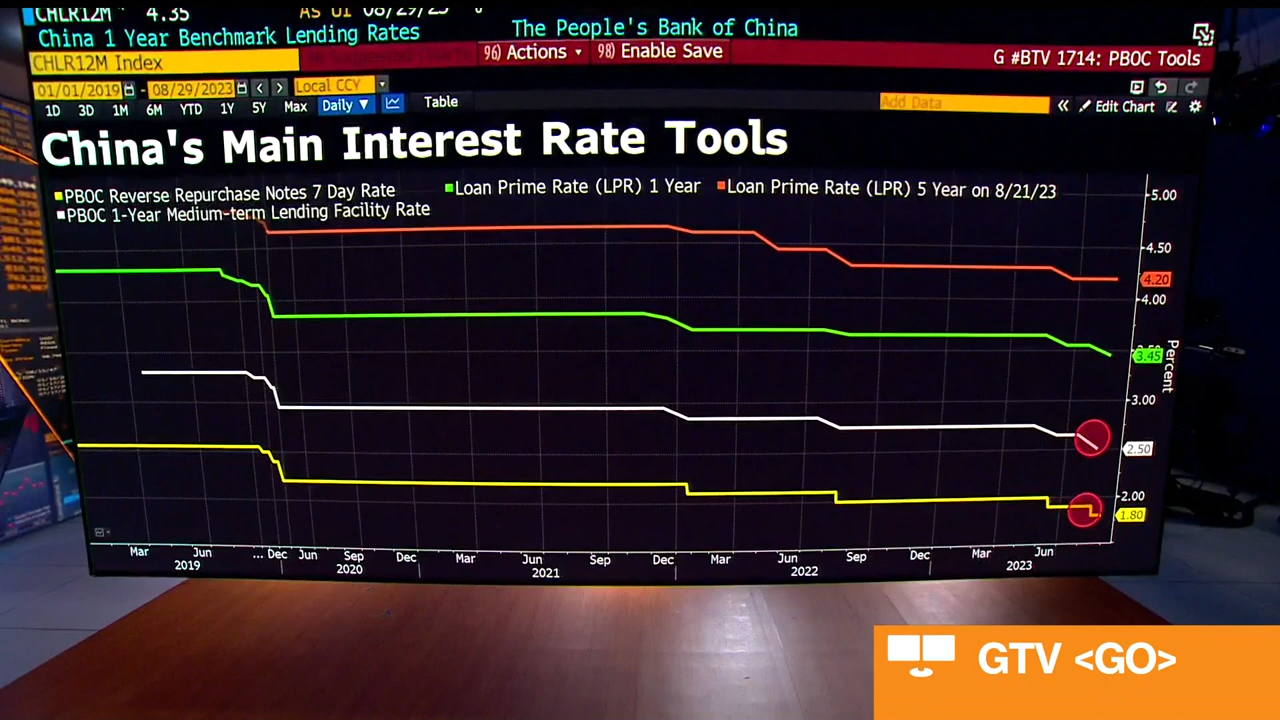 CHLR12M 4.35 As Of 08/29/23
China 1 Year Benchmark Lending Rates The People's Bank of China
CHLR12M Index 96) Actions 98) Enable Save G #BTV 1714: PBOC Tools
01/01/2019 - 08/29/2023 Local CCY
1D 3D 1M 6M YTD 1Y 5Y Max Daily ▼ Table Add Data « Edit Chart
China's Main Interest Rate Tools
PBOC Reverse Repurchase Notes 7 Day Rate Loan Prime Rate (LPR) 1 Year Loan Prime Rate (LPR) 5 Year on 8/21/23
PBOC 1-Year Medium-term Lending Facility Rate
5.00
4.50
4.20
4.00
3.45
Percent
3.00
2.50
2.00
1.80
Mar Jun ... Dec Jun Sep Dec Mar Jun Sep Dec Mar Jun Sep Dec Mar Jun
2019 2020 2021 2022 2023
GTV <GO>